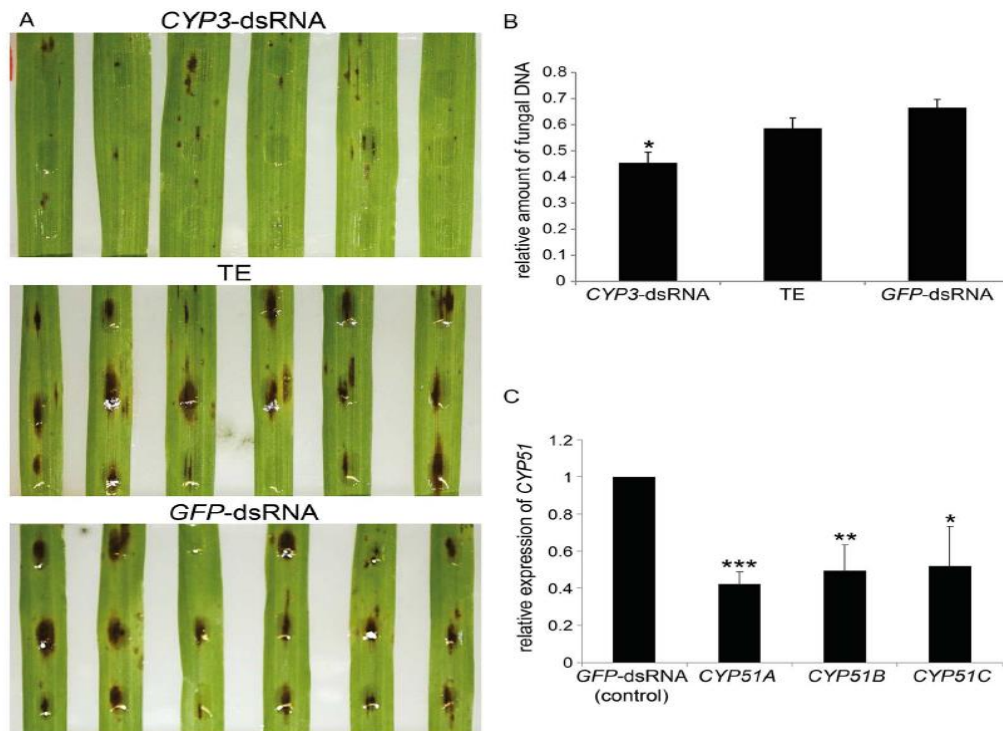 A
CYP3-dsRNA
TE
GFP-dsRNA
B
relative amount of fungal DNA
0.8
0.7
0.6
0.5
0.4
0.3
0.2
0.1
0
*
CYP3-dsRNA
TE
GFP-dsRNA
C
relative expression of CYP51
1.2
1
0.8
0.6
0.4
0.2
0
***
**
*
GFP-dsRNA
(control)
CYP51A
CYP51B
CYP51C